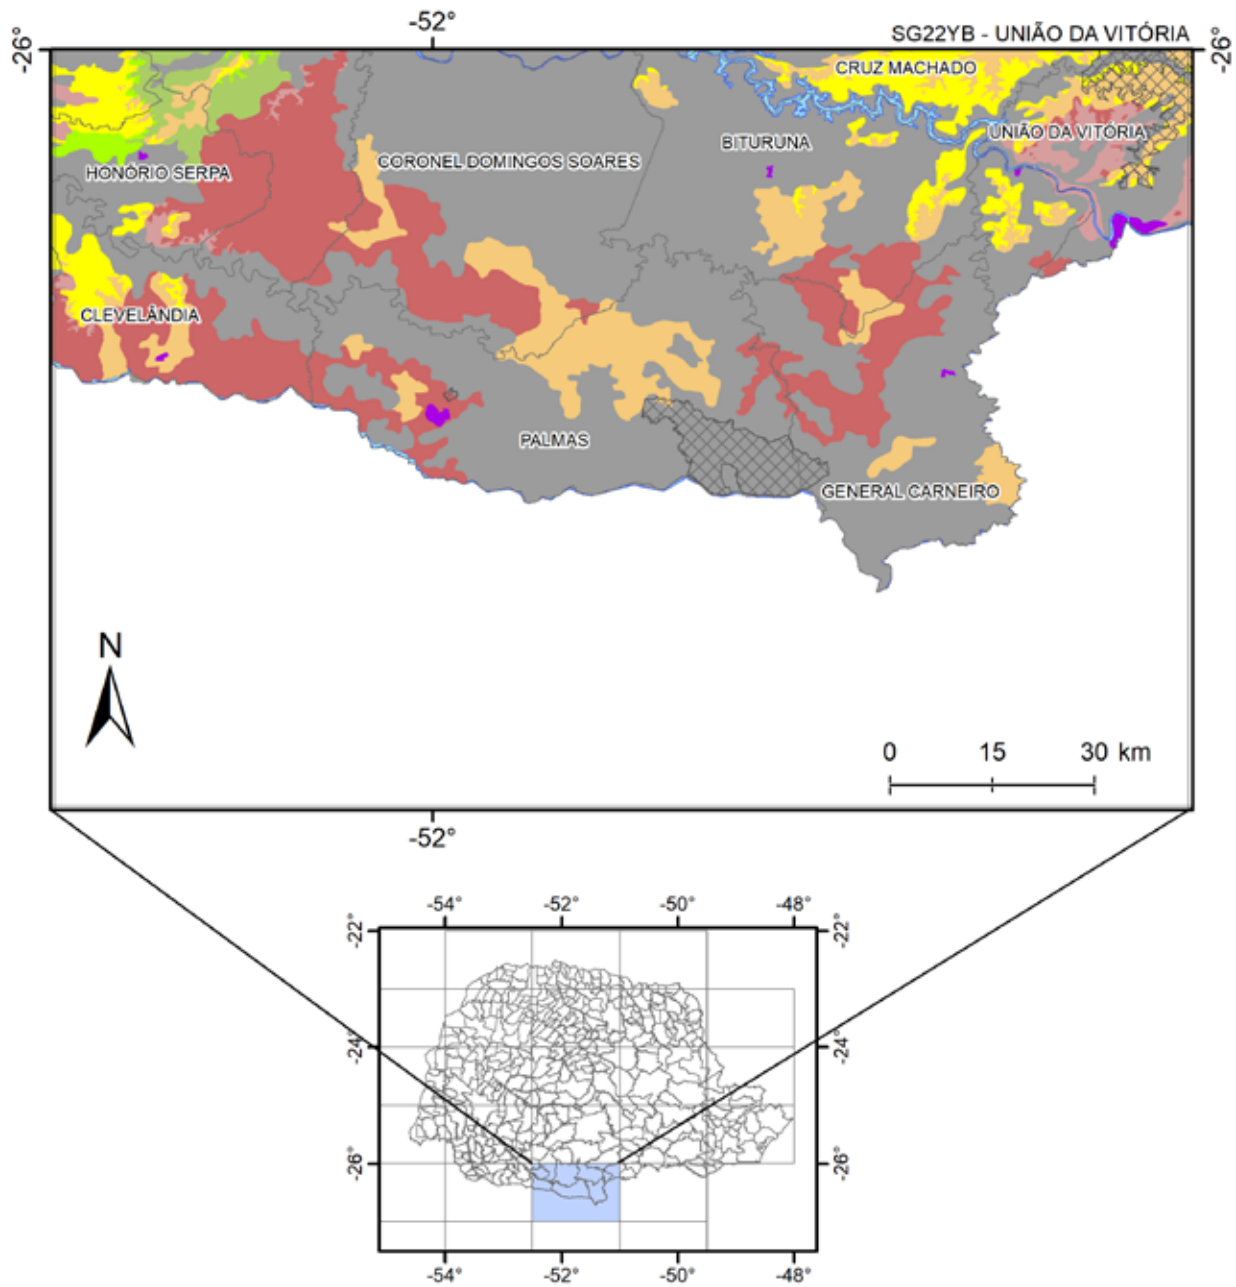 -52°
SG22YB - UNIÃO DA VITÓRIA
-26°
-26°
CRUZ MACHADO
UNIÃO DA VITÓRIA
BITURUNA
CORONEL DOMINGOS SOARES
HONÓRIO SERPA
CLEVELÂNDIA
PALMAS
GENERAL CARNEIRO
N
0 15 30 km
-52°
-54° -52° -50° -48°
-22° -22°
-24° -24°
-26° -26°
-54° -52° -50° -48°